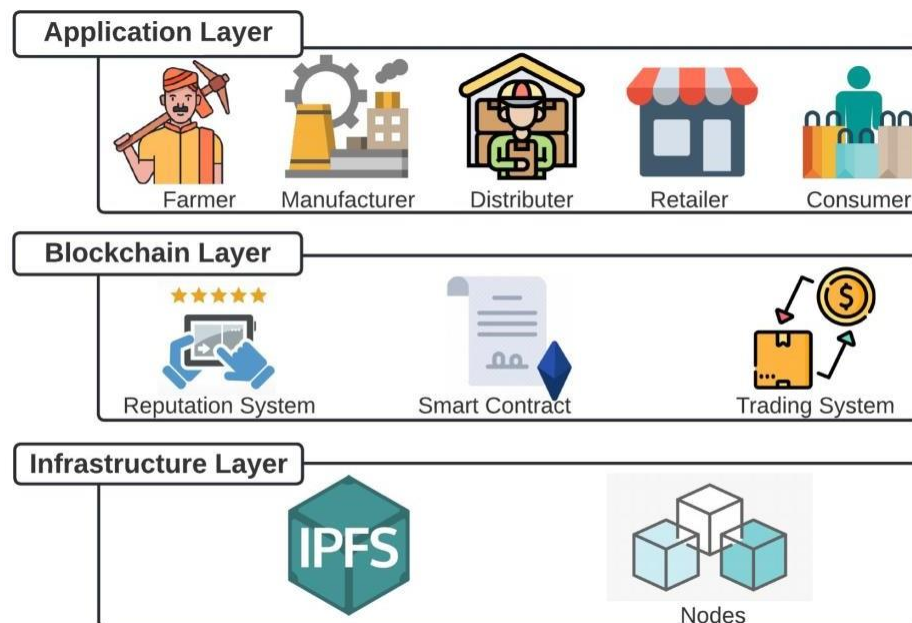 Application Layer
Farmer
Manufacturer
Distributer
Retailer
Consumer
Blockchain Layer
Reputation System
Smart Contract
Trading System
$
Infrastructure Layer
IPFS
Nodes